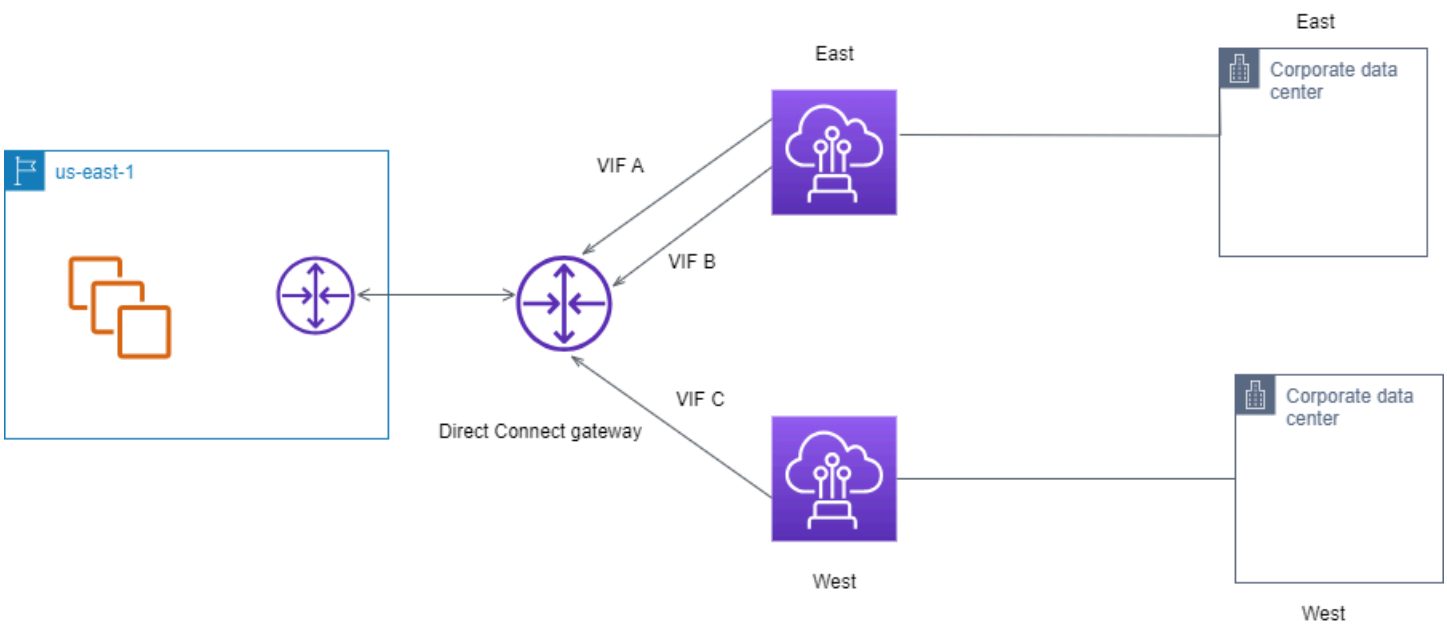 East
East
Corporate data
center
VIF A
us-east-1
VIF B
VIF C
Corporate data
center
Direct Connect gateway
West
West